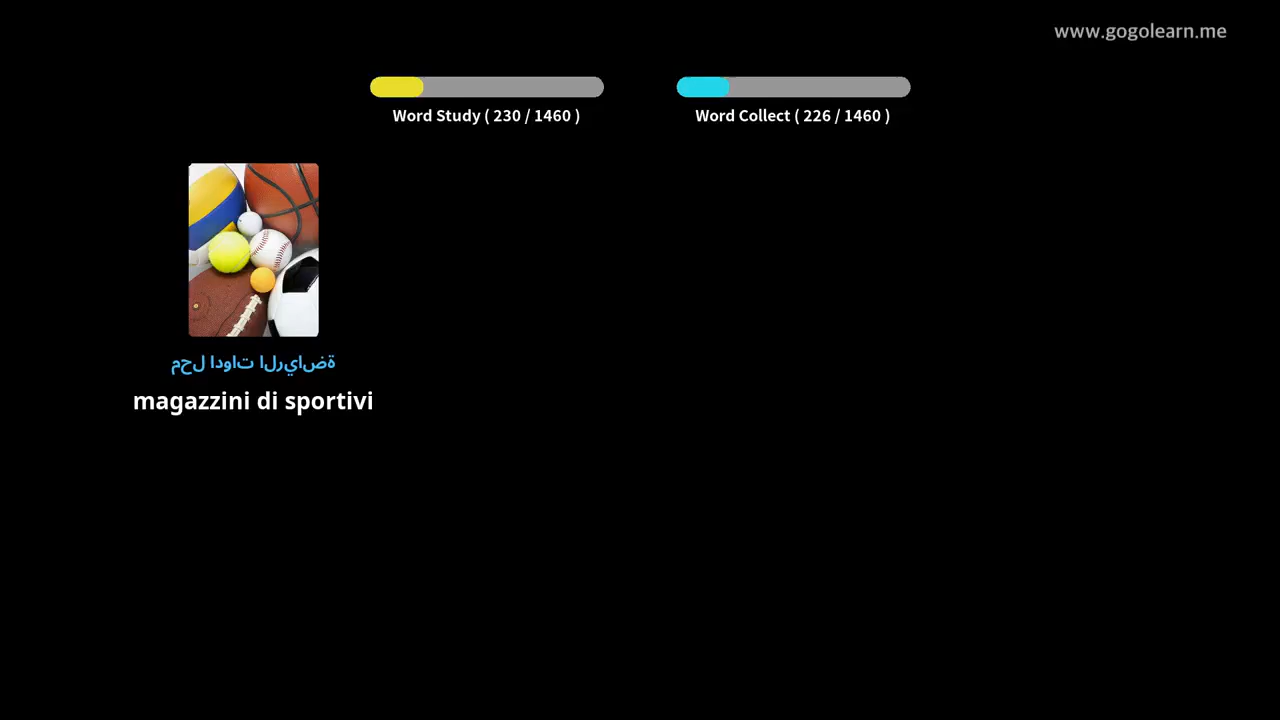 www.gogolearn.me
Word Study ( 230 / 1460 )
Word Collect ( 226 / 1460 )
محل ادوات الرياضة
magazzini di sportivi